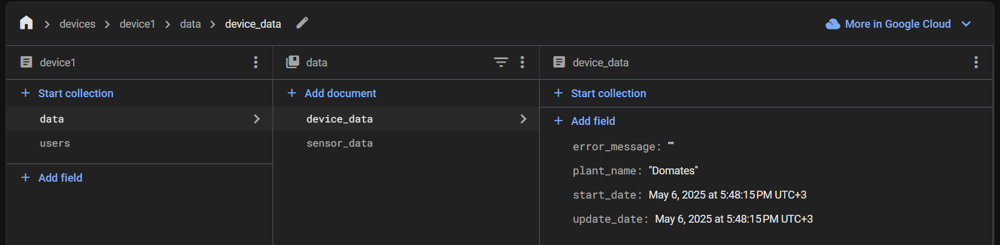 devices > device1 > data > device_data
More in Google Cloud
device1
+ Start collection
data
users
+ Add field
data
+ Add document
device_data
sensor_data
device_data
+ Start collection
+ Add field
error_message: ""
plant_name: "Domates"
start_date: May 6, 2025 at 5:48:15 PM UTC+3
update_date: May 6, 2025 at 5:48:15 PM UTC+3